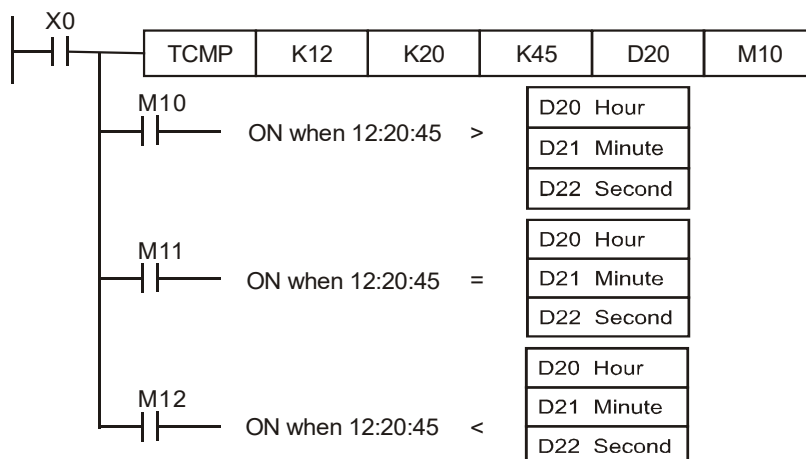 X0
TCMP K12 K20 K45 D20 M10
M10
ON when 12:20:45 >
D20 Hour
D21 Minute
D22 Second
M11
ON when 12:20:45 =
D20 Hour
D21 Minute
D22 Second
M12
ON when 12:20:45 <
D20 Hour
D21 Minute
D22 Second